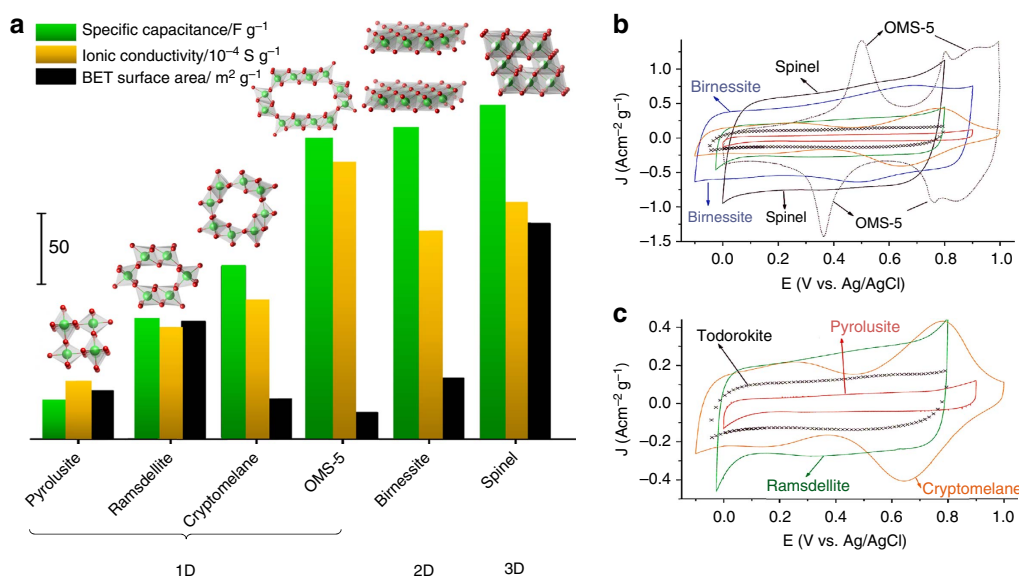 a
Specific capacitance/F g⁻¹
Ionic conductivity/10⁻⁴ S g⁻¹
BET surface area/ m² g⁻¹
50
Pyrolusite
Ramsdellite
Cryptomelane
OMS-5
Birnessite
Spinel
1D
2D
3D
b
OMS-5
Spinel
Birnessite
Birnessite
Spinel
OMS-5
J (Acm⁻² g⁻¹)
1.0
0.5
0.0
−0.5
−1.0
−1.5
0.0
0.2
0.4
0.6
0.8
1.0
E (V vs. Ag/AgCl)
c
Todorokite
Pyrolusite
Ramsdellite
Cryptomelane
J (Acm⁻² g⁻¹)
0.4
0.2
0.0
−0.2
−0.4
0.0
0.2
0.4
0.6
0.8
1.0
E (V vs. Ag/AgCl)